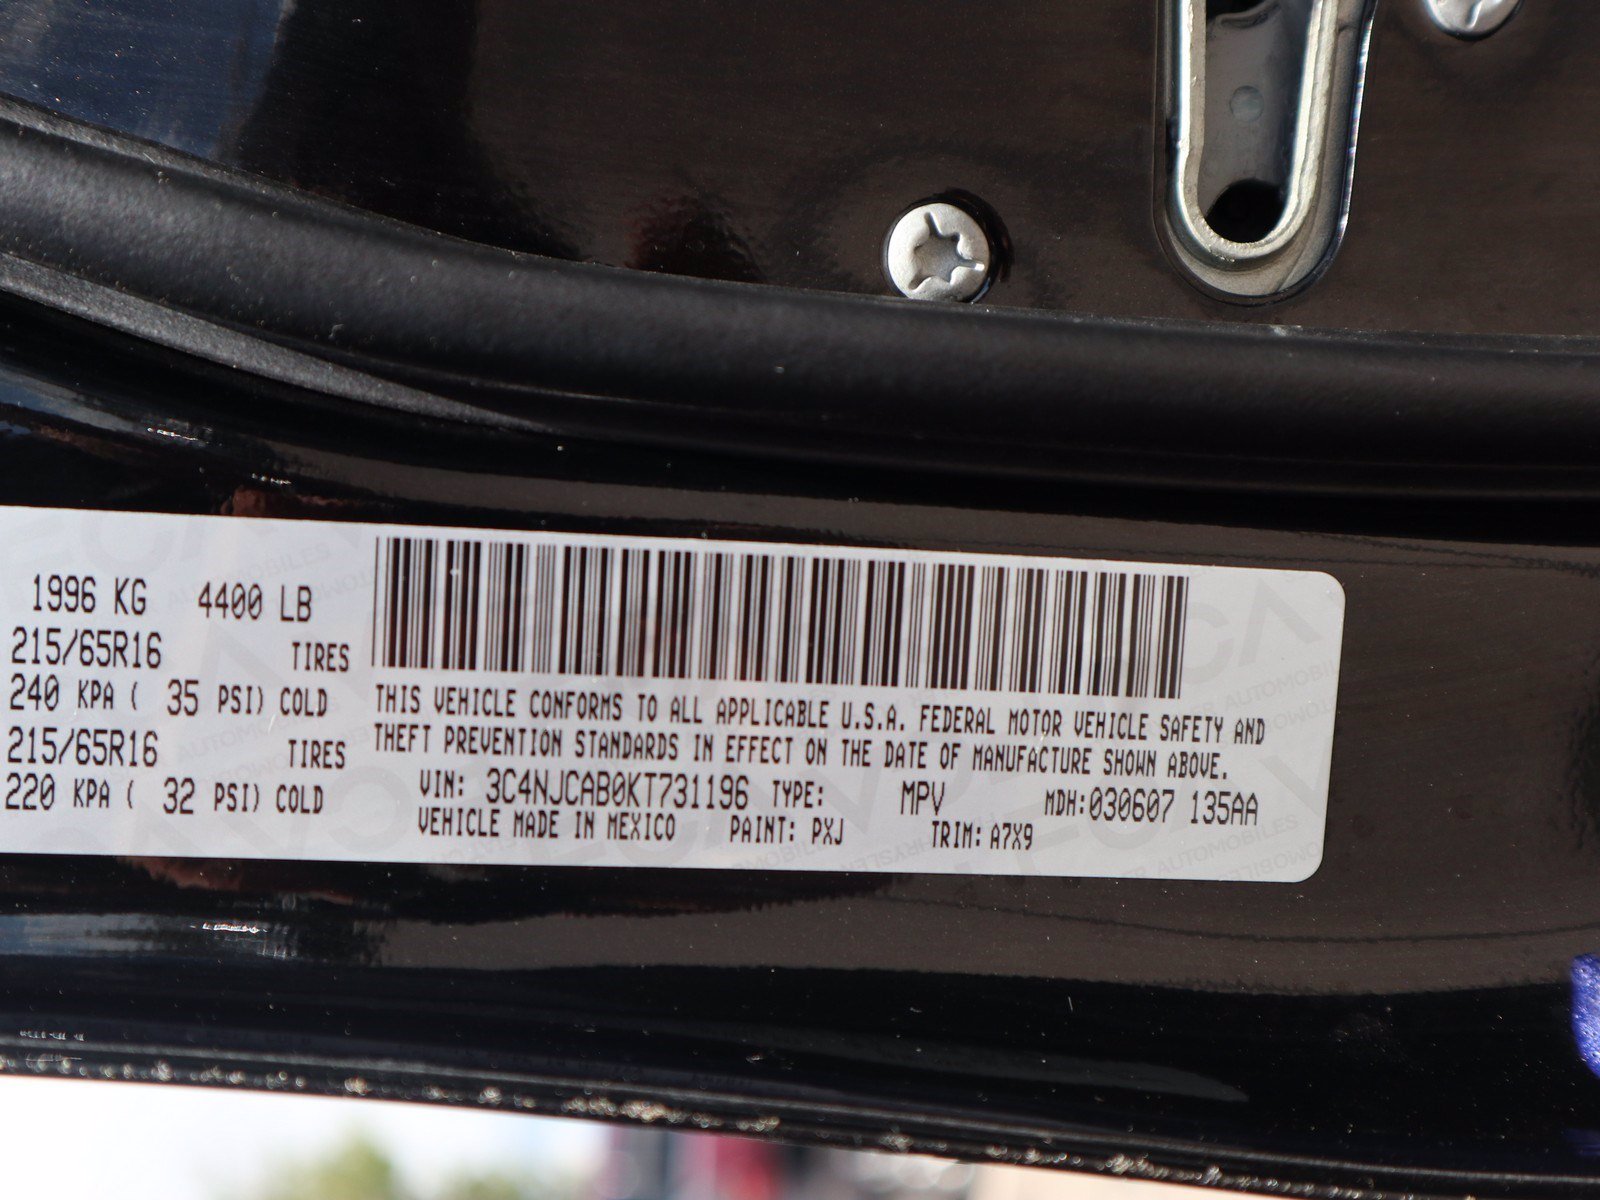 1996 KG 4400 LB
215/65R16 TIRES
240 KPA ( 35 PSI) COLD
215/65R16 TIRES
220 KPA ( 32 PSI) COLD
THIS VEHICLE CONFORMS TO ALL APPLICABLE U.S.A. FEDERAL MOTOR VEHICLE SAFETY AND
THEFT PREVENTION STANDARDS IN EFFECT ON THE DATE OF MANUFACTURE SHOWN ABOVE.
VIN: 3C4NJCAB0KT731196 TYPE: MPV MDH:030607 135AA
VEHICLE MADE IN MEXICO PAINT: PXJ TRIM: A7X9